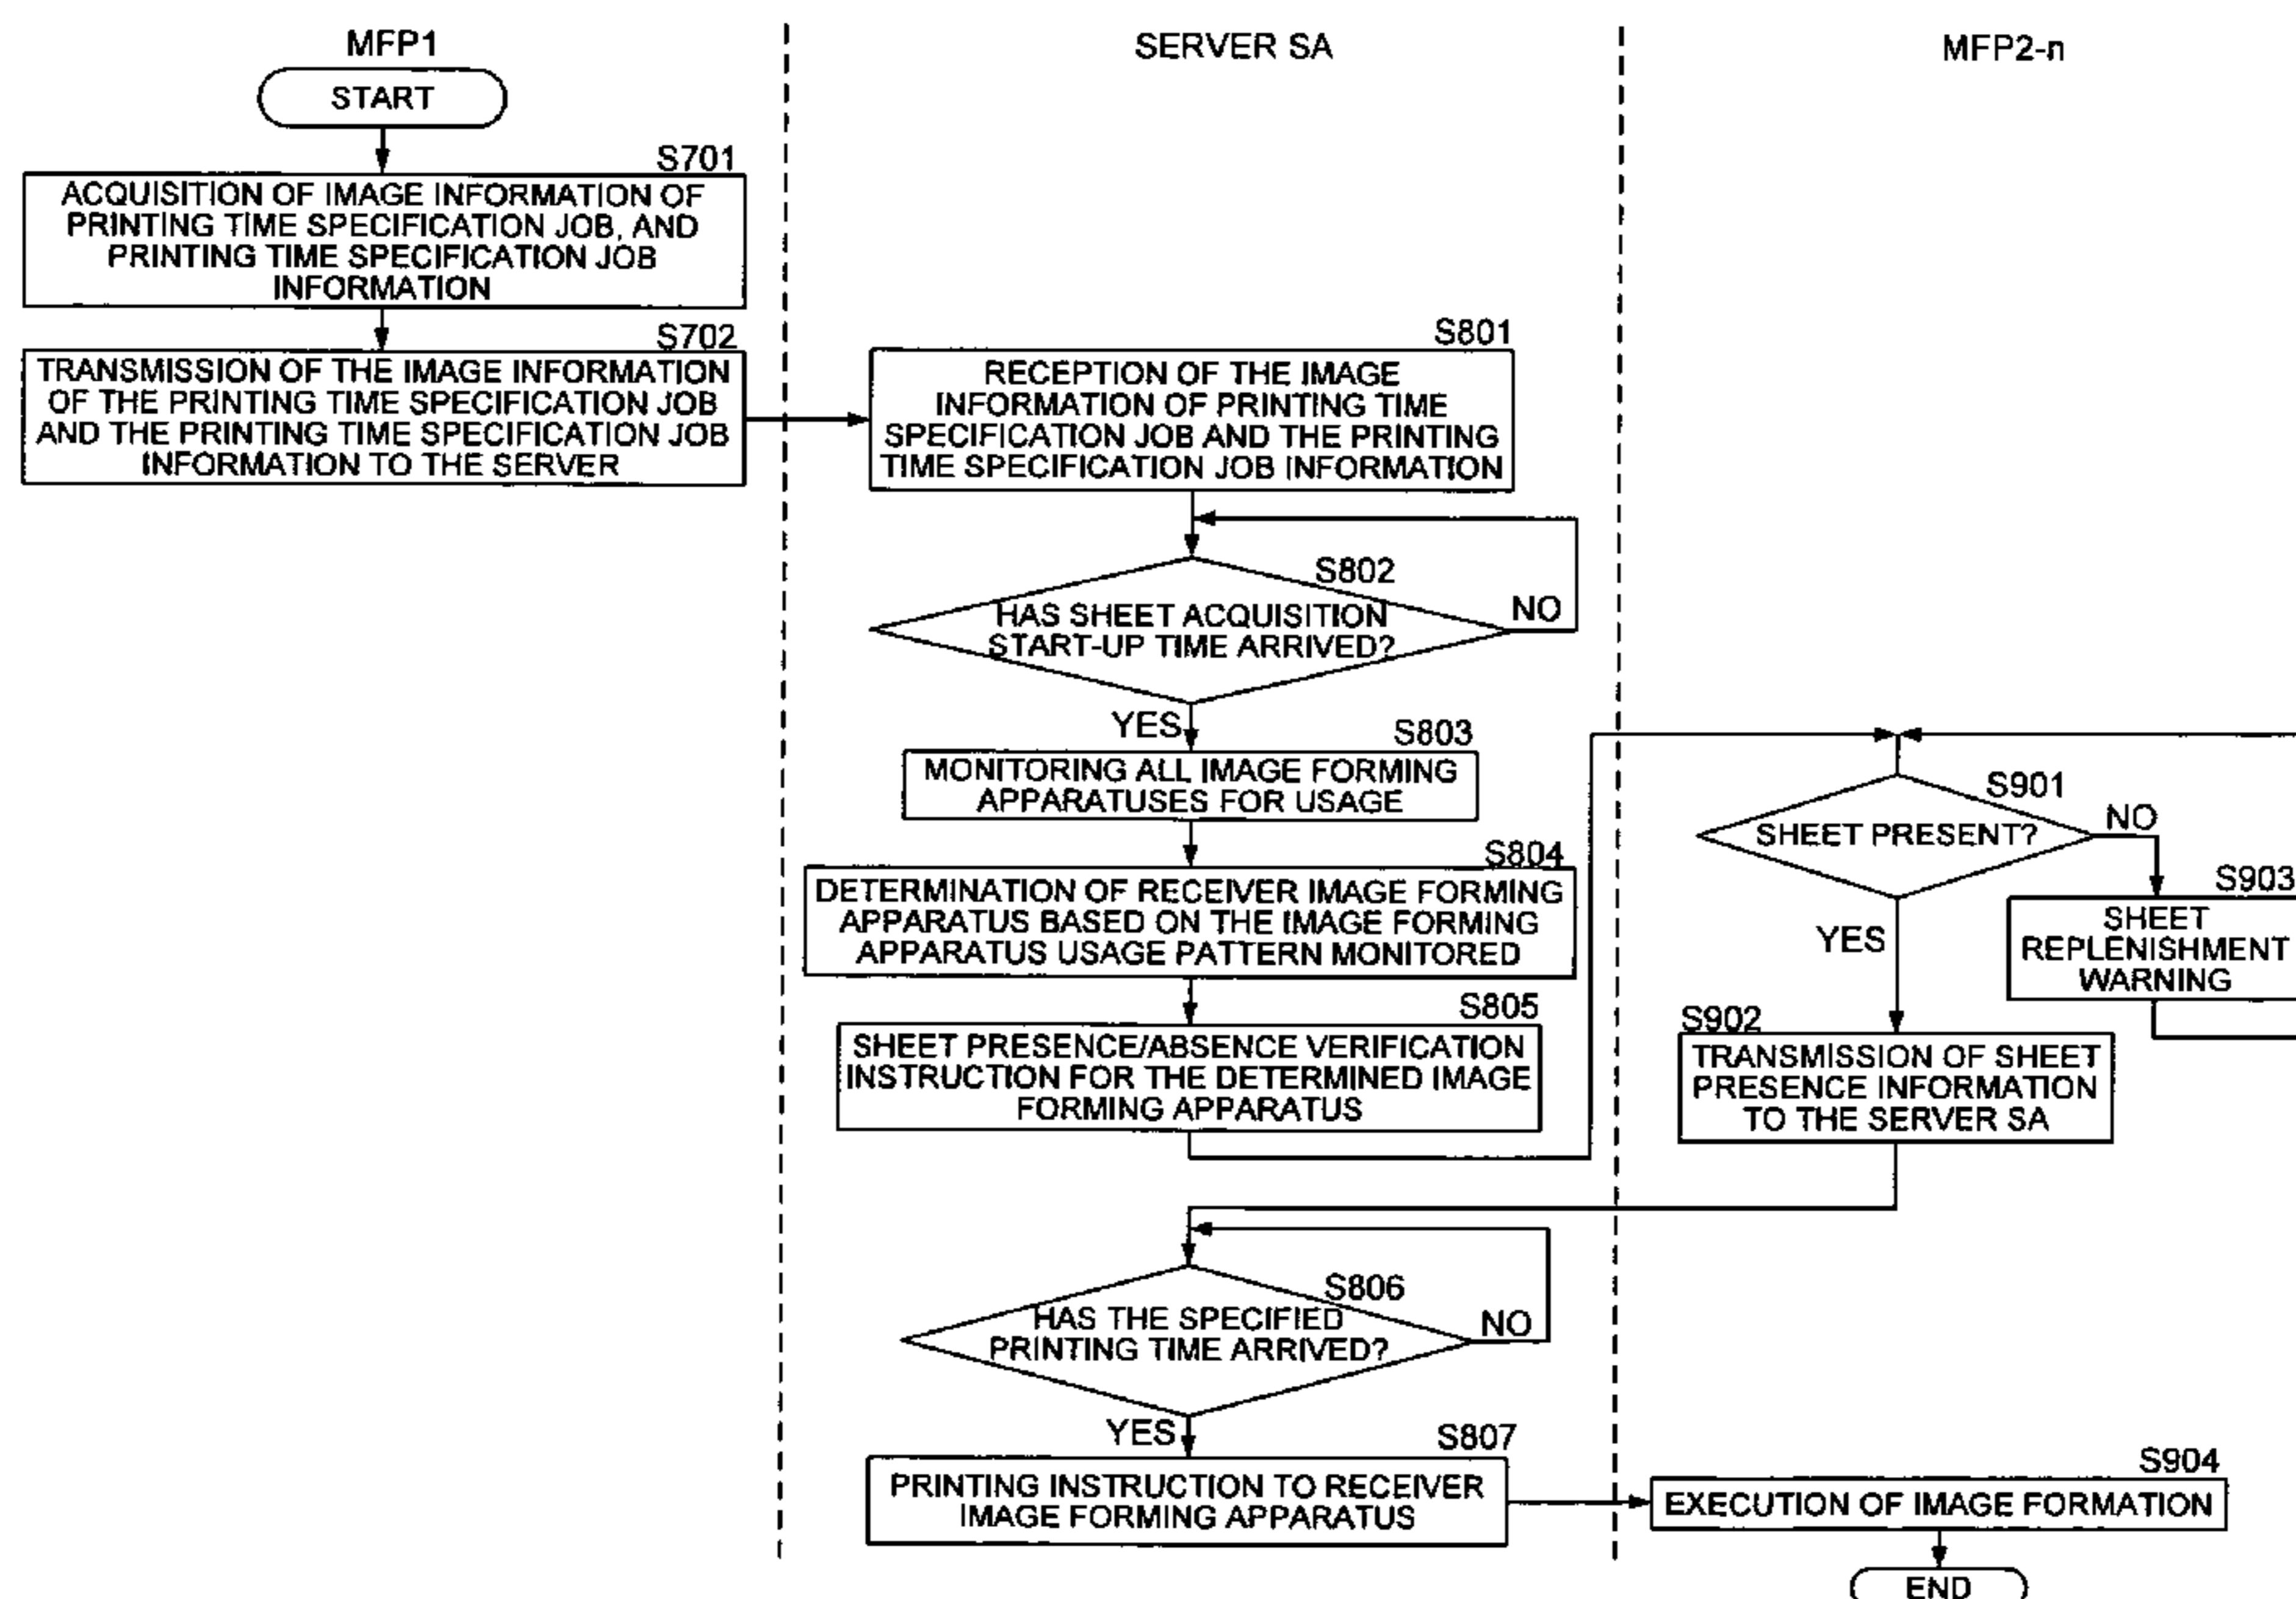 MFP1
START
S701
ACQUISITION OF IMAGE INFORMATION OF
PRINTING TIME SPECIFICATION JOB, AND
PRINTING TIME SPECIFICATION JOB
INFORMATION
S702
TRANSMISSION OF THE IMAGE INFORMATION
OF THE PRINTING TIME SPECIFICATION JOB
AND THE PRINTING TIME SPECIFICATION JOB
INFORMATION TO THE SERVER
SERVER SA
S801
RECEPTION OF THE IMAGE
INFORMATION OF PRINTING TIME
SPECIFICATION JOB AND THE PRINTING
TIME SPECIFICATION JOB INFORMATION
S802
HAS SHEET ACQUISITION
START-UP TIME ARRIVED?
NO
YES
S803
MONITORING ALL IMAGE FORMING
APPARATUSES FOR USAGE
S804
DETERMINATION OF RECEIVER IMAGE FORMING
APPARATUS BASED ON THE IMAGE FORMING
APPARATUS USAGE PATTERN MONITORED
S805
SHEET PRESENCE/ABSENCE VERIFICATION
INSTRUCTION FOR THE DETERMINED IMAGE
FORMING APPARATUS
S806
HAS THE SPECIFIED
PRINTING TIME ARRIVED?
NO
YES
S807
PRINTING INSTRUCTION TO RECEIVER
IMAGE FORMING APPARATUS
MFP2-n
S901
SHEET PRESENT?
NO
YES
S903
SHEET
REPLENISHMENT
WARNING
S902
TRANSMISSION OF SHEET
PRESENCE INFORMATION
TO THE SERVER SA
S904
EXECUTION OF IMAGE FORMATION
END